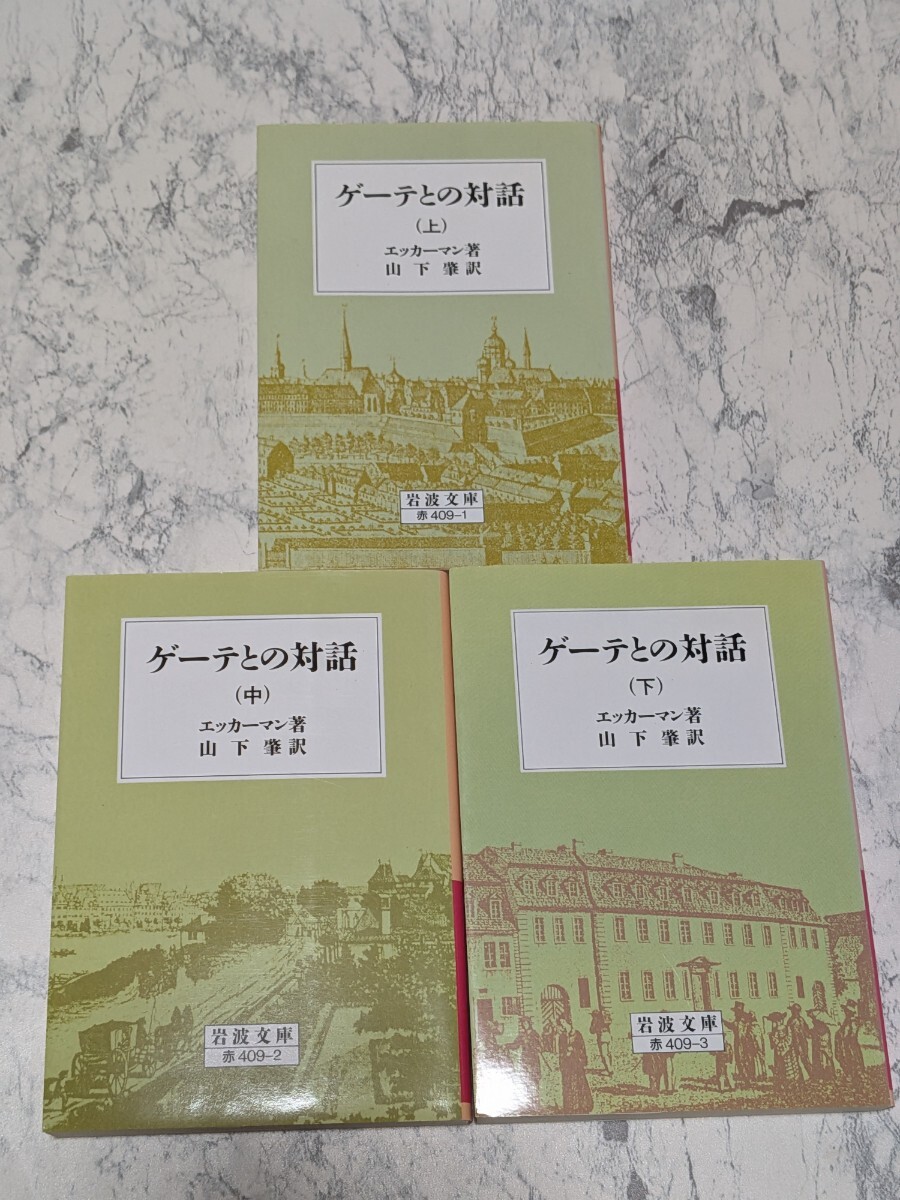 ゲーテとの対話
(上)
エッカーマン著
山下肇訳
岩波文庫
赤 409-1
ゲーテとの対話
(中)
エッカーマン著
山下肇訳
岩波文庫
赤 409-2
ゲーテとの対話
(下)
エッカーマン著
山下肇訳
岩波文庫
赤 409-3